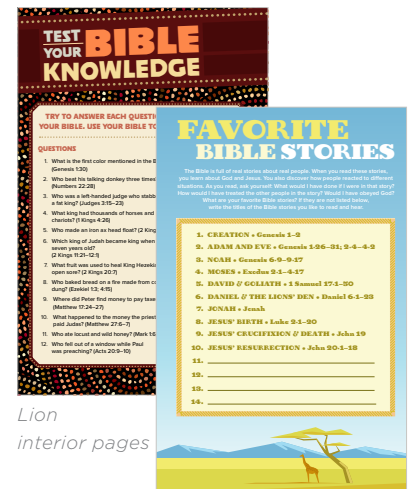 TEST
YOUR BIBLE
KNOWLEDGE
TRY TO ANSWER EACH
YOUR BIBLE. USE YOUR BIBLE
QUESTIONS
1. What is the first color mentioned in the
(Genesis 1:30)
2. Who beat his talking donkey three times
(Numbers 22:28)
3. Who was a left-handed judge who
a fat king? (Judges 3:15–23)
4. What king had thousands of horses and
chariots? (1 Kings 4:26)
5. Who made an iron ax head float? (2
6. Which king of Judah became king when
seven years old?
(2 Kings 11:21–12:1)
7. What fruit was used to heal King
open sore? (2 Kings 20:7)
8. Who baked bread on a fire made from
dung? (Ezekiel 1:3; 4:15)
9. Where did Peter find money to pay
(Matthew 17:24–27)
10. What happened to the money the
paid Judas? (Matthew 27:6–7)
11. Who ate locust and wild honey? (Mark
12. Who fell out of a window while Paul
was preaching? (Acts 20:9–10)
FAVORITE
BIBLE STORIES
The Bible is full of real stories about real people. When you read these stories,
you learn about God and Jesus. You also discover how people reacted to different
situations. As you read, ask yourself: What would I have done if I were in that story?
How would I have treated the other people in the story? Would I have obeyed God?
What are your favorite Bible stories? If they are not listed below,
write the titles of the Bible stories you like to read and hear.
1. CREATION • Genesis 1–2
2. ADAM AND EVE • Genesis 1:26–31; 2:4–4:2
3. NOAH • Genesis 6:9–9:17
4. MOSES • Exodus 2:1–4:17
5. DAVID & GOLIATH • 1 Samuel 17:1–50
6. DANIEL & THE LIONS' DEN • Daniel 6:1–23
7. JONAH • Jonah
8. JESUS' BIRTH • Luke 2:1–20
9. JESUS' CRUCIFIXION & DEATH • John 19
10. JESUS' RESURRECTION • John 20:1–18
11.
12.
13.
14.
Lion
interior pages